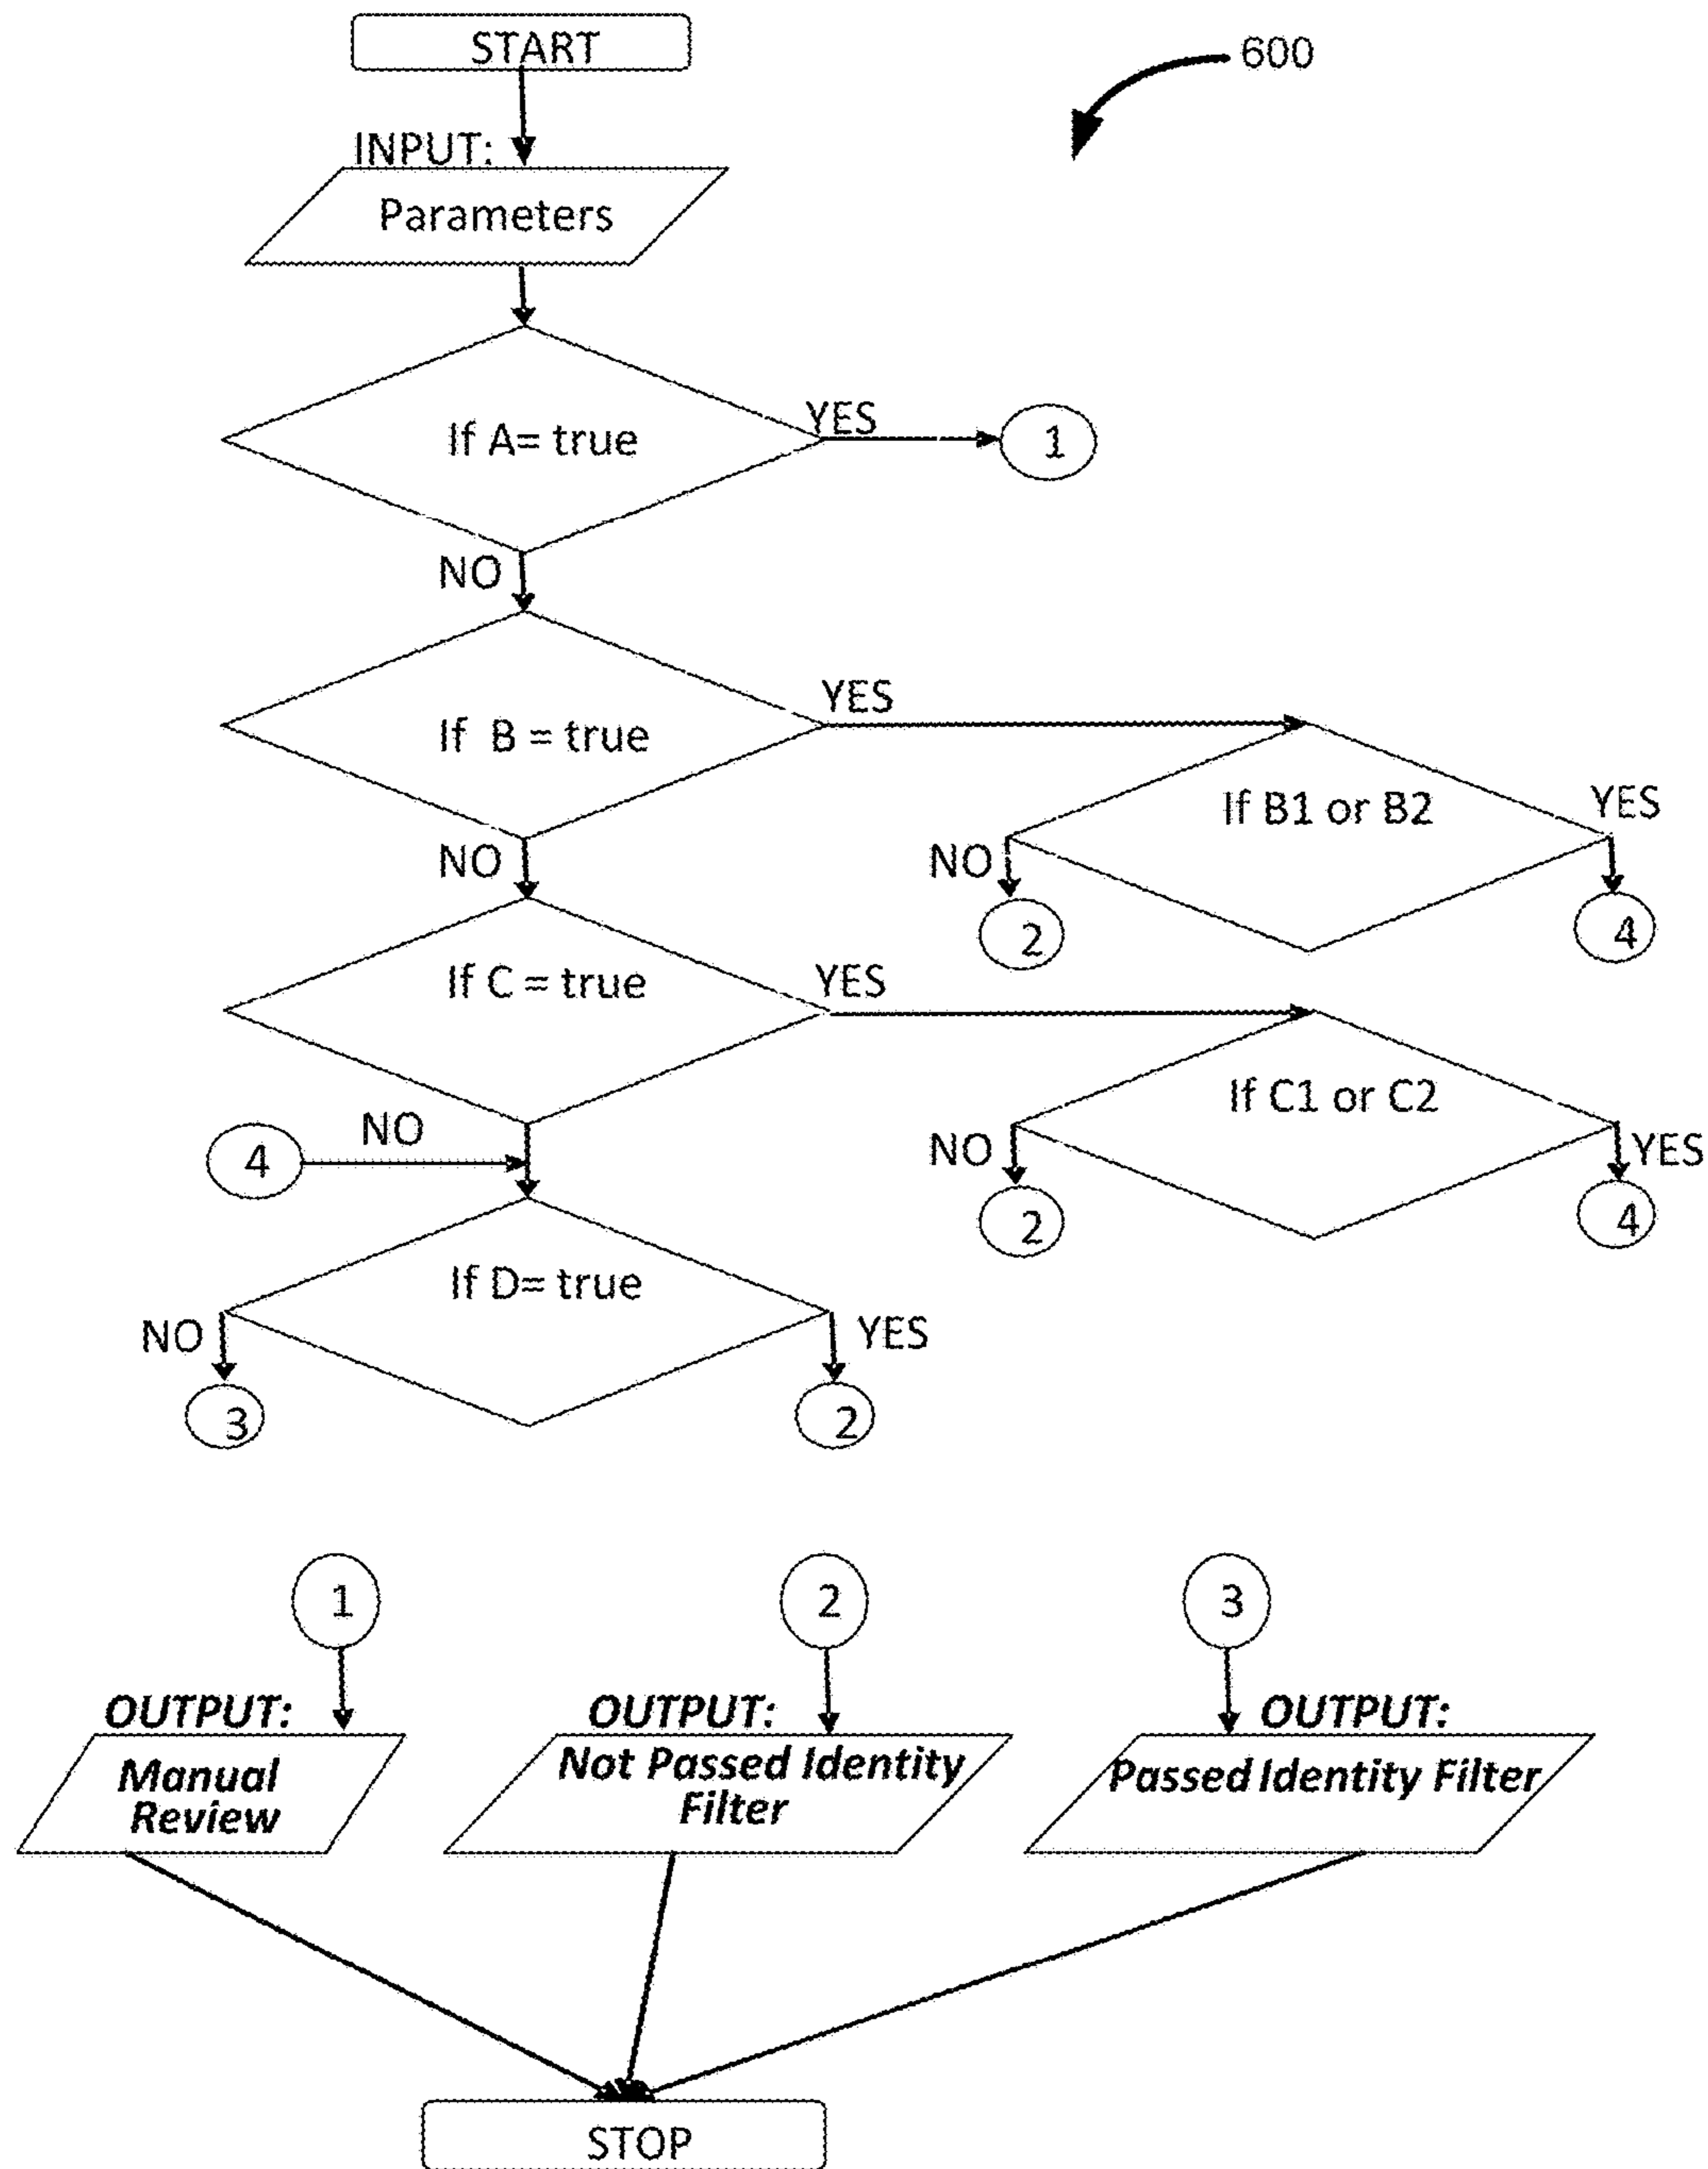 START
600
INPUT:
Parameters
If A= true
YES
1
NO
If B = true
YES
If B1 or B2
YES
NO
NO
2
4
If C = true
YES
If C1 or C2
NO
4
NO
YES
2
4
If D= true
NO
YES
3
2
1
2
3
OUTPUT:
OUTPUT:
OUTPUT:
Manual
Review
Not Passed Identity
Filter
Passed Identity Filter
STOP